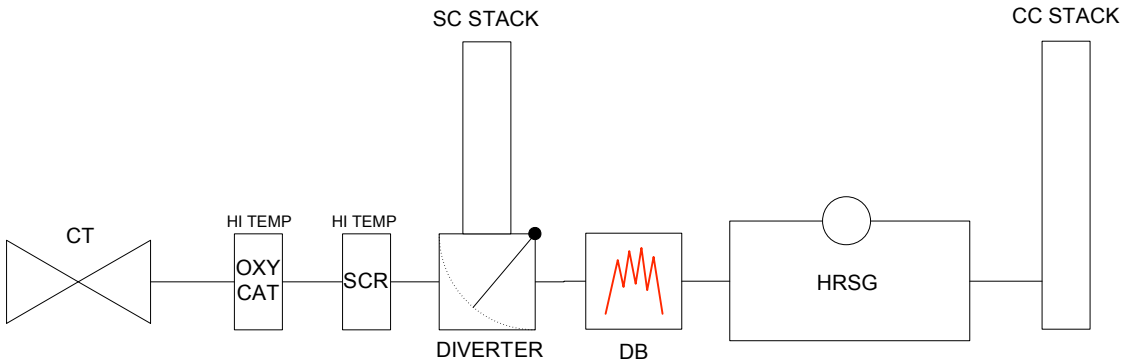 SC STACK
CC STACK
CT
HI TEMP
HI TEMP
OXY
CAT
SCR
HRSG
DIVERTER
DB